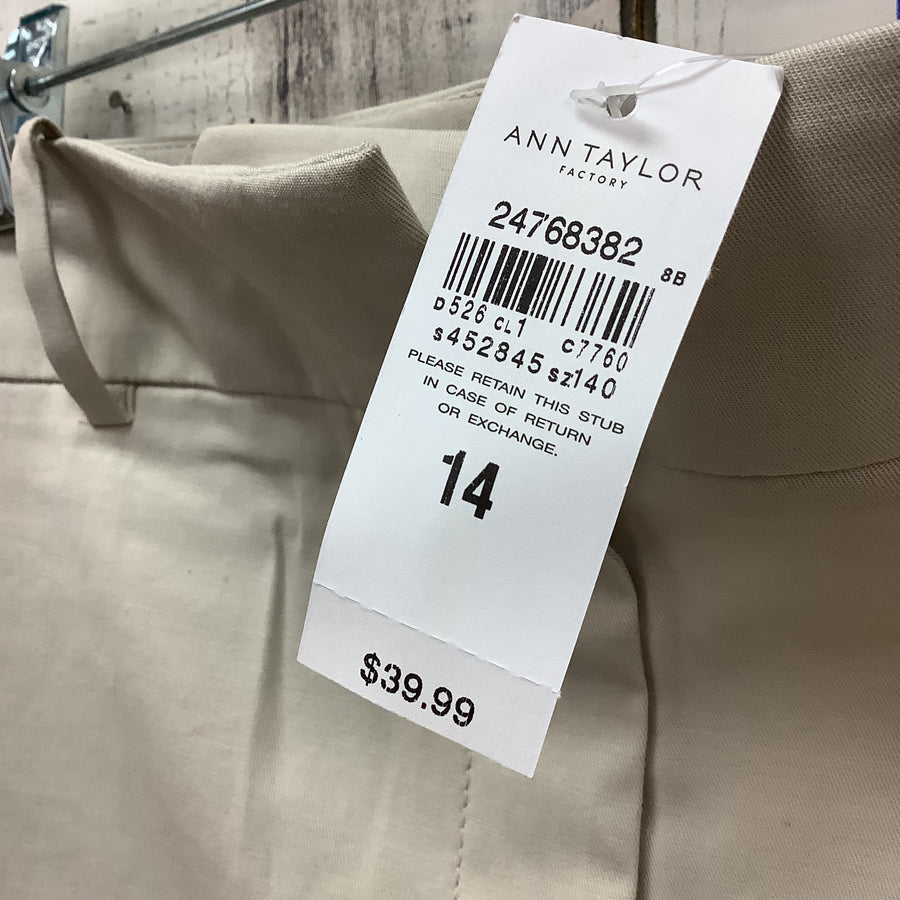 ANN TAYLOR
FACTORY
24768382
8B
D526 CL1 C7760
S452845 SZ140
PLEASE RETAIN THIS STUB
IN CASE OF RETURN
OR EXCHANGE.
14
$39.99